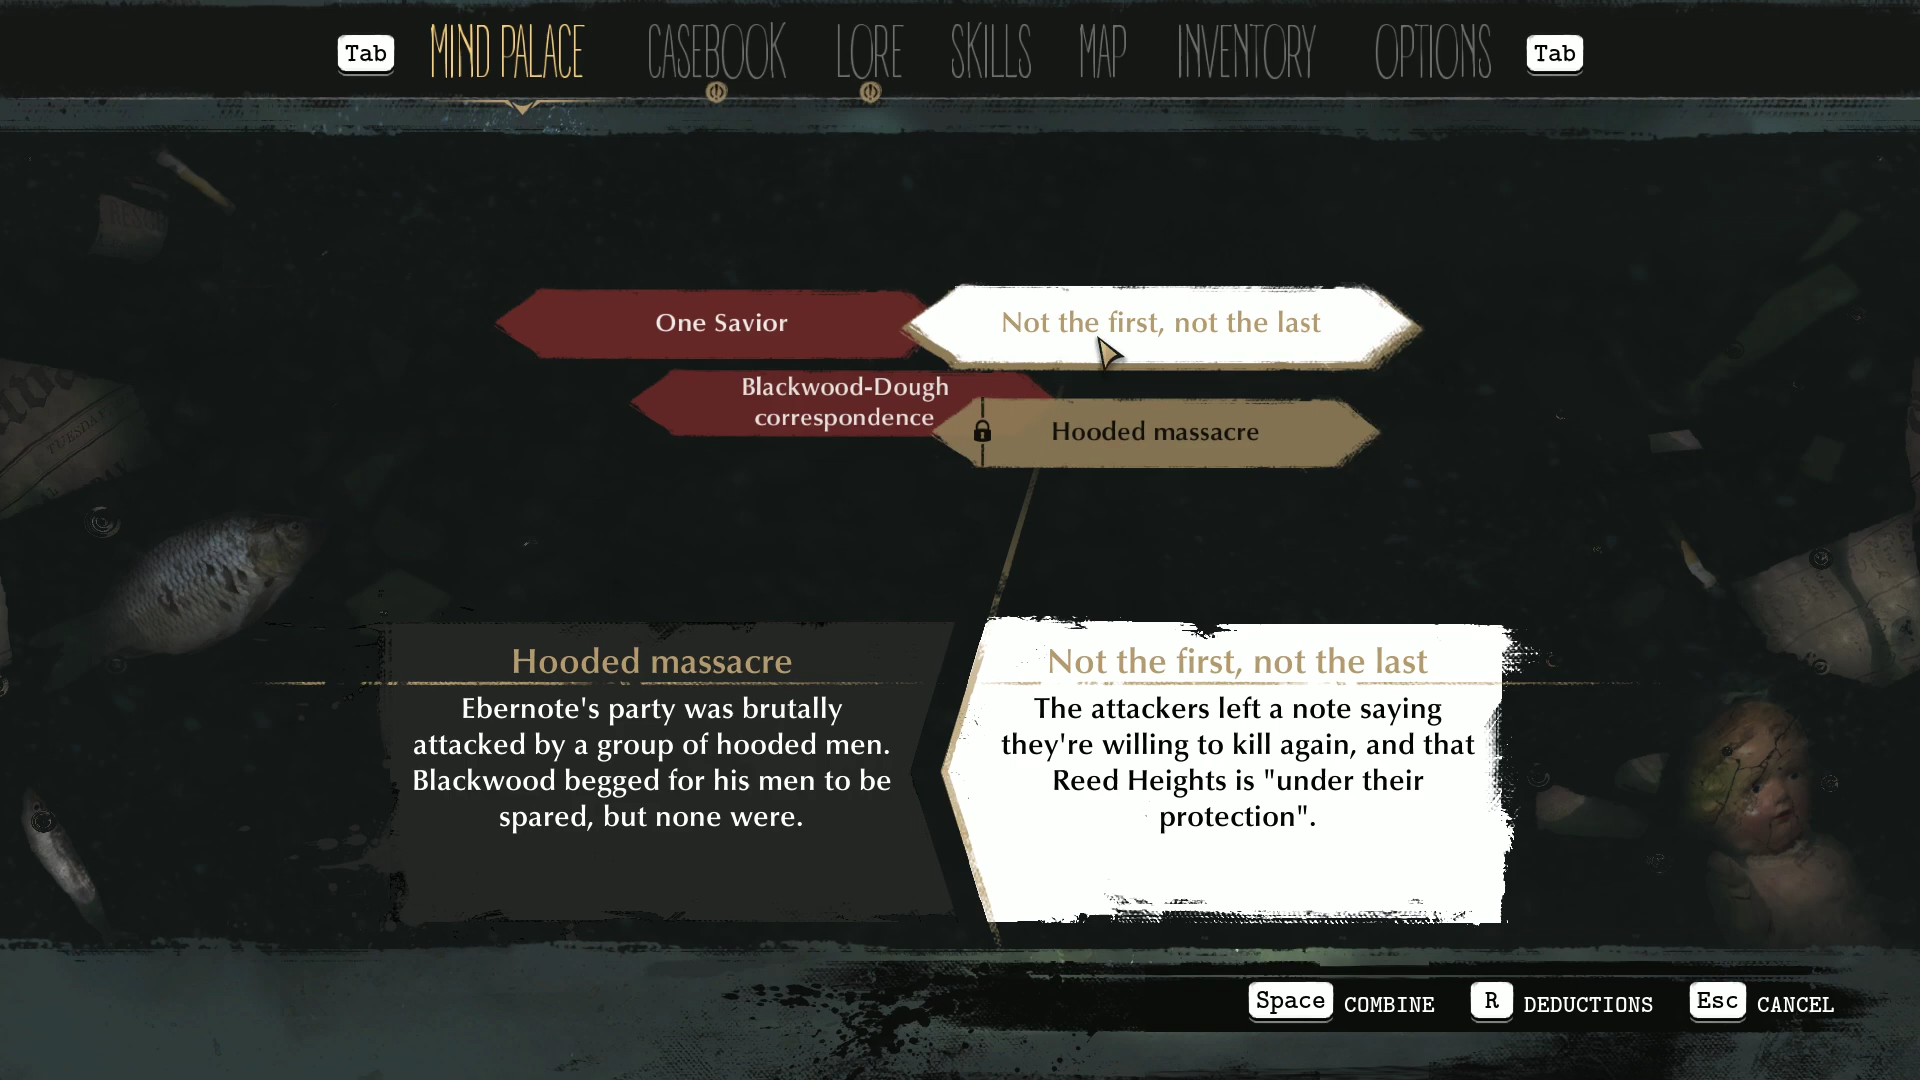 Tab MIND PALACE CASEBOOK LORE SKILLS MAP INVENTORY OPTIONS Tab
One Savior
Not the first, not the last
Blackwood-Dough
correspondence
Hooded massacre
Hooded massacre
Ebernote's party was brutally
attacked by a group of hooded men.
Blackwood begged for his men to be
spared, but none were.
Not the first, not the last
The attackers left a note saying
they're willing to kill again, and that
Reed Heights is "under their
protection".
Space COMBINE R DEDUCTIONS Esc CANCEL